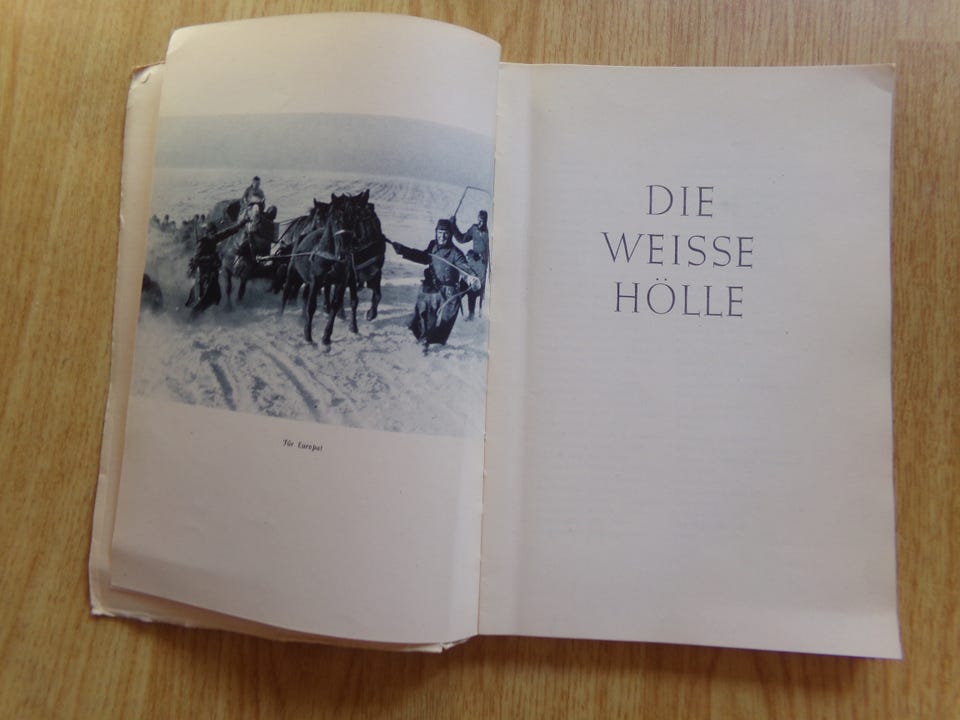 Für Europa!
DIE
WEISSE
HÖLLE